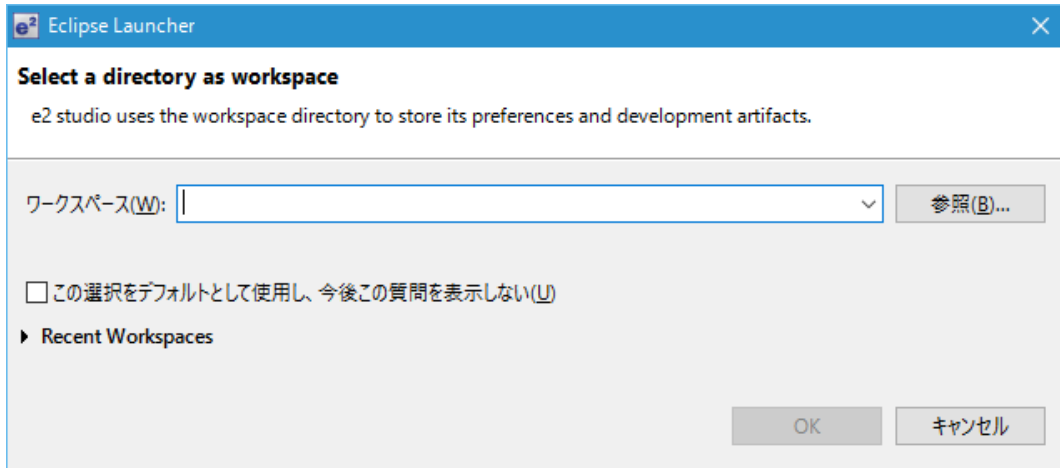 e² Eclipse Launcher
Select a directory as workspace
e2 studio uses the workspace directory to store its preferences and development artifacts.
ワークスペース(W):
参照(B)...
この選択をデフォルトとして使用し、今後この質問を表示しない(U)
Recent Workspaces
OK
キャンセル